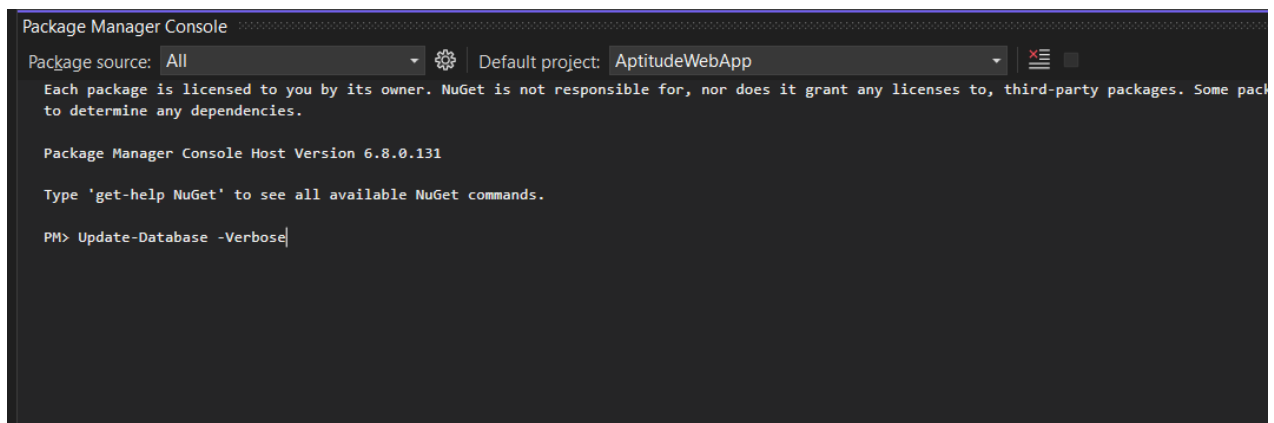 Package Manager Console
Package source: All Default project: AptitudeWebApp
Each package is licensed to you by its owner. NuGet is not responsible for, nor does it grant any licenses to, third-party packages. Some pack
to determine any dependencies.
Package Manager Console Host Version 6.8.0.131
Type 'get-help NuGet' to see all available NuGet commands.
PM> Update-Database -Verbose